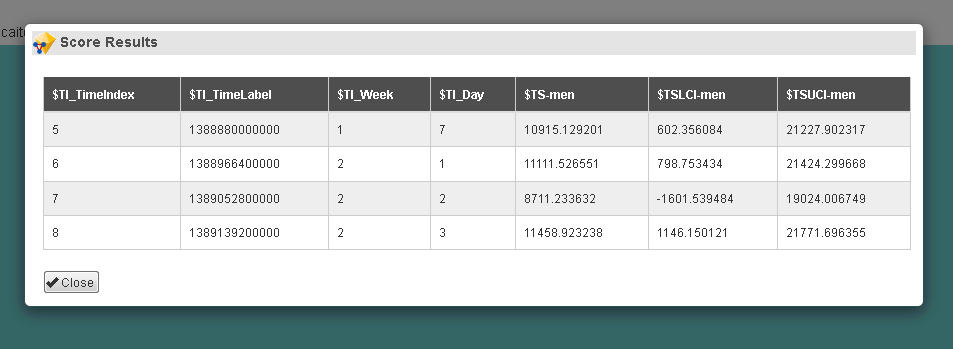 Score Results
$TI_TimeIndex $TI_TimeLabel $TI_Week $TI_Day $TS-men $TSLCI-men $TSUCI-men
5 1388880000000 1 7 10915.129201 602.356084 21227.902317
6 1388966400000 2 1 11111.526551 798.753434 21424.299668
7 1389052800000 2 2 8711.233632 -1601.539484 19024.006749
8 1389139200000 2 3 11458.923238 1146.150121 21771.696355
Close